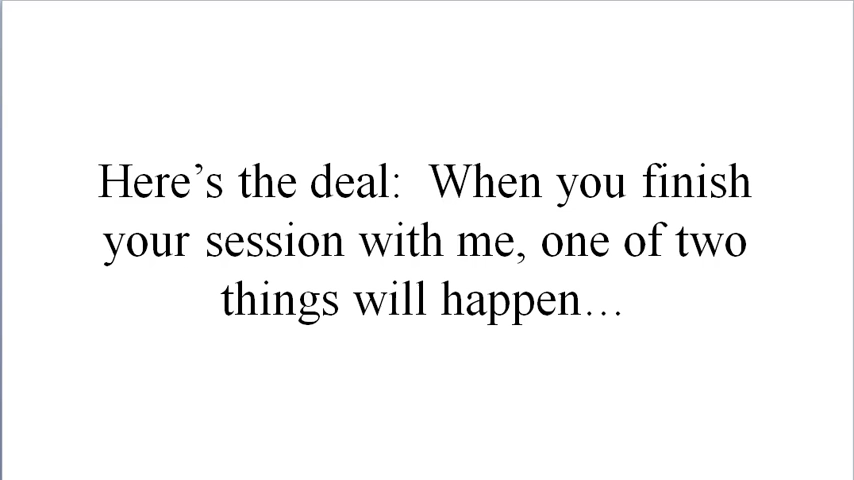 Here’s the deal:  When you finish
your session with me, one of two
things will happen…